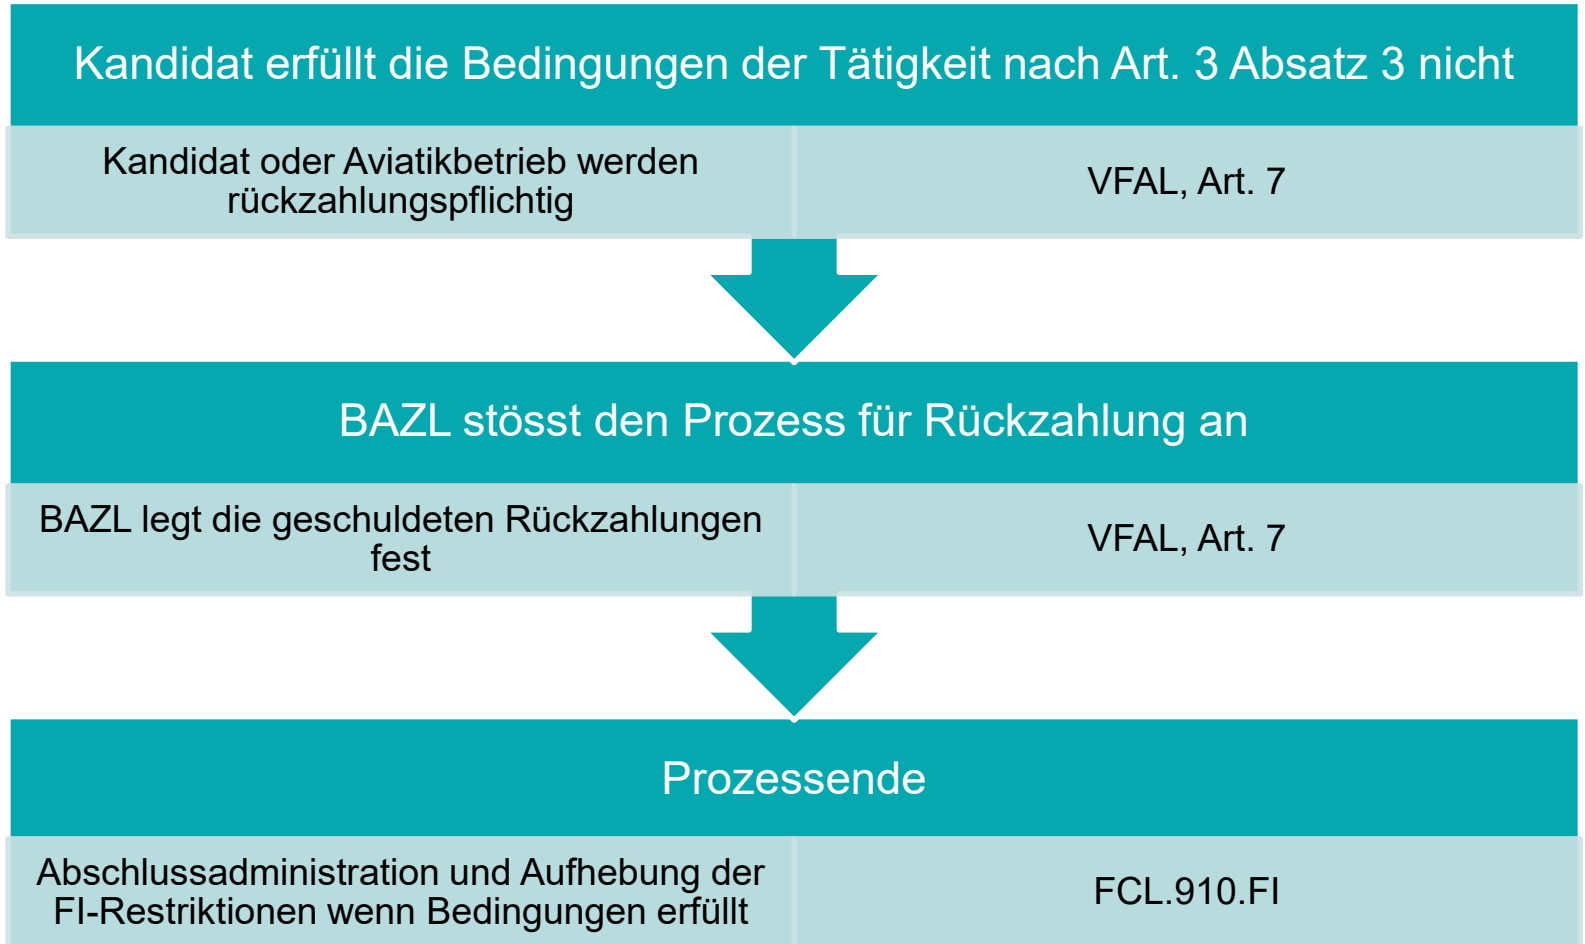 Kandidat erfüllt die Bedingungen der Tätigkeit nach Art. 3 Absatz 3 nicht
Kandidat oder Aviatikbetrieb werden
rückzahlungspflichtig
VFAL, Art. 7
BAZL stösst den Prozess für Rückzahlung an
BAZL legt die geschuldeten Rückzahlungen
fest
VFAL, Art. 7
Prozessende
Abschlussadministration und Aufhebung der
FI-Restriktionen wenn Bedingungen erfüllt
FCL.910.FI